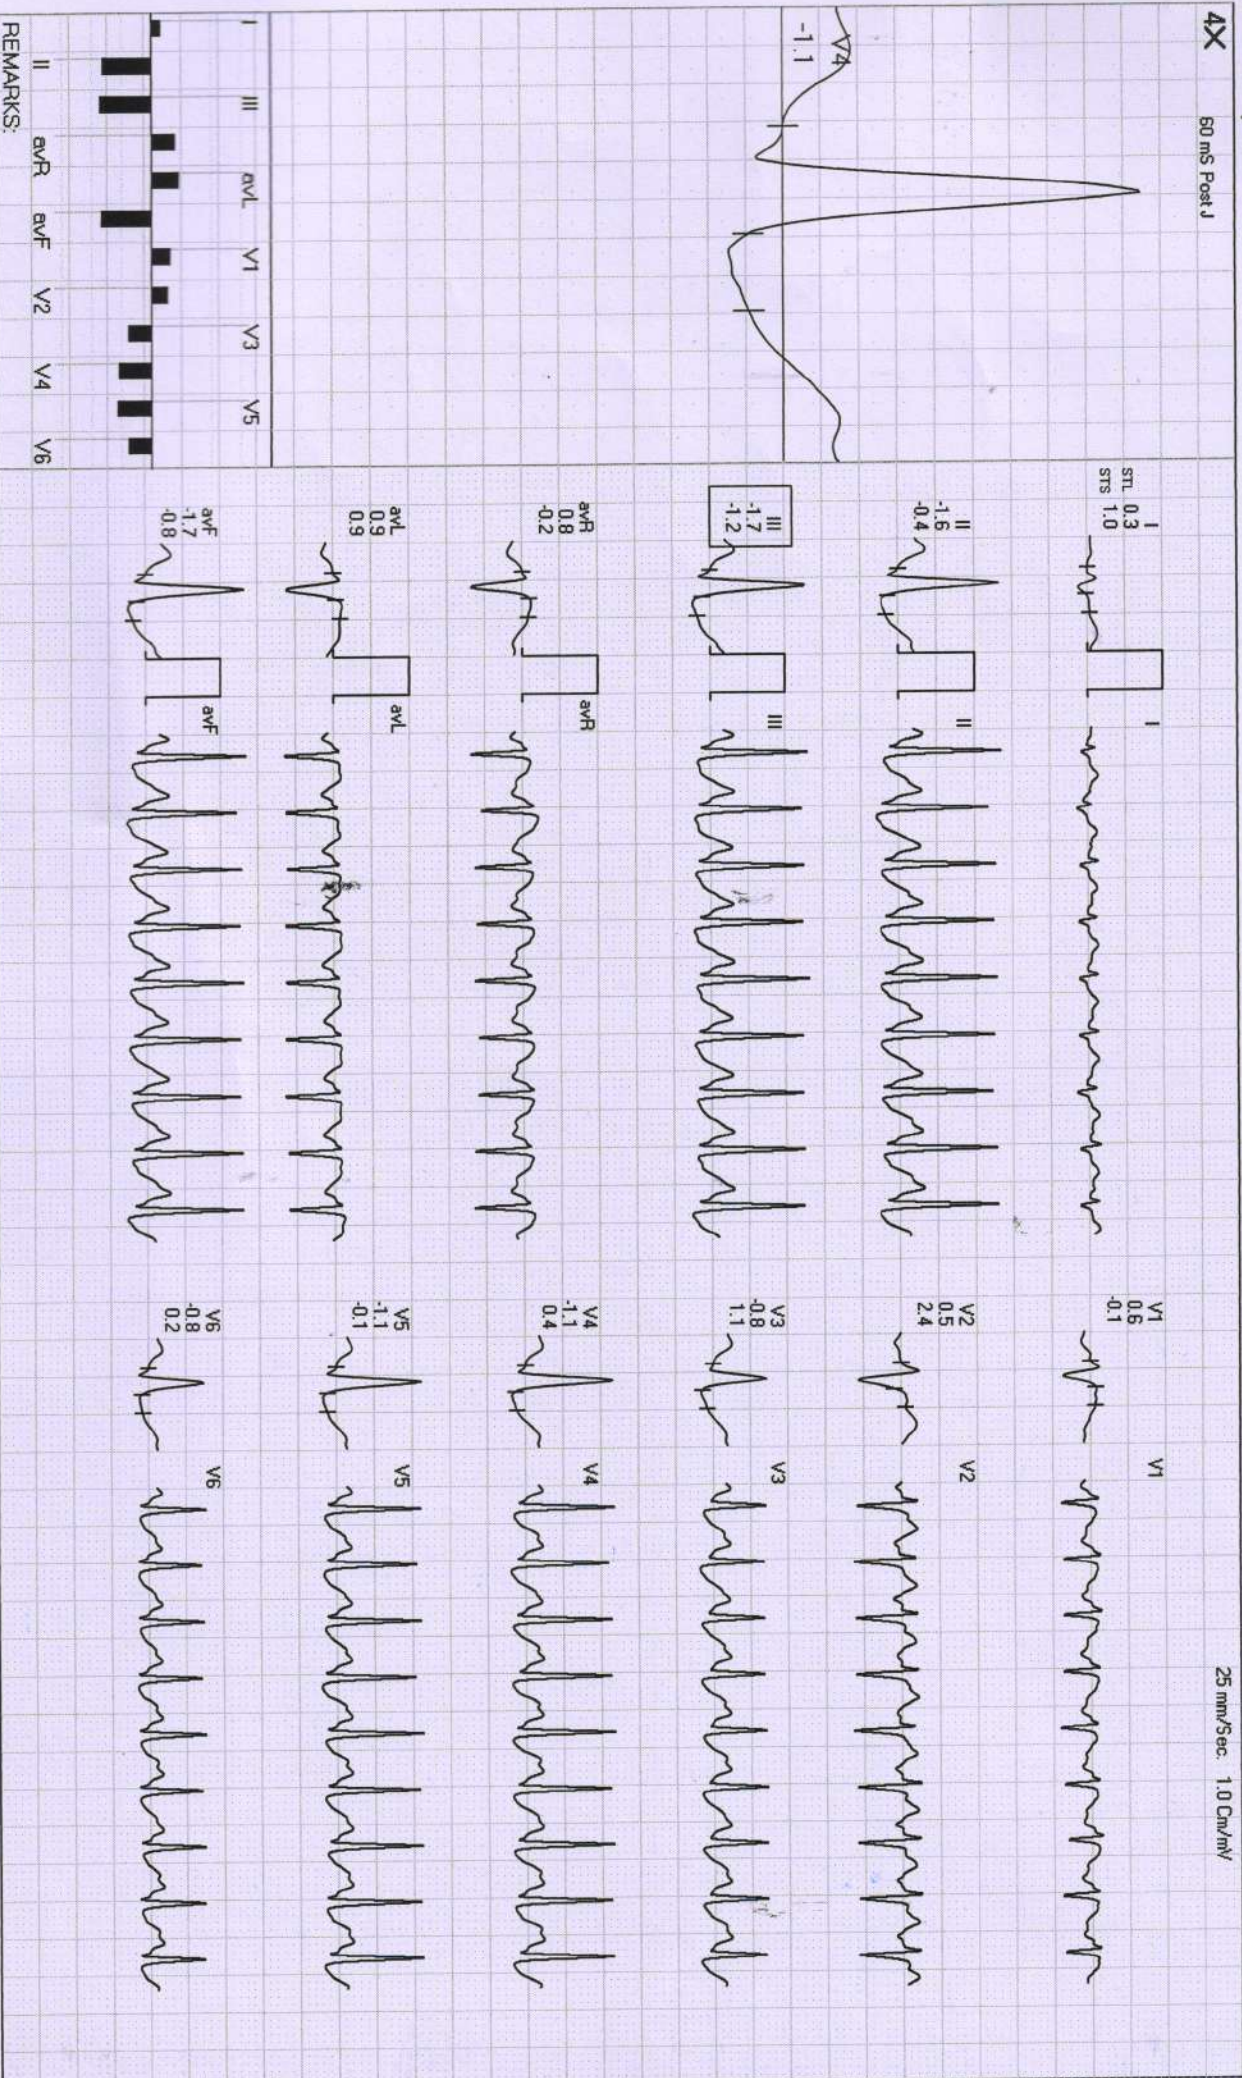 4X 60 mS Post J 25 mm/Sec. 1.0 Cm/mV
V4
-1.1
I
STL 0.3
STS 1.0
I
II
-1.6
-0.4
II
III
-1.7
-1.2
III
avR
0.8
-0.2
avR
avL
0.9
0.9
avL
avF
-1.7
-0.8
avF
V1
0.6
-0.1
V1
V2
0.5
2.4
V2
V3
-0.8
1.1
V3
V4
-1.1
0.4
V4
V5
-1.1
-0.1
V5
V6
-0.8
0.2
V6
I III avL V1 V3 V5
II avR avF V2 V4 V6
REMARKS: